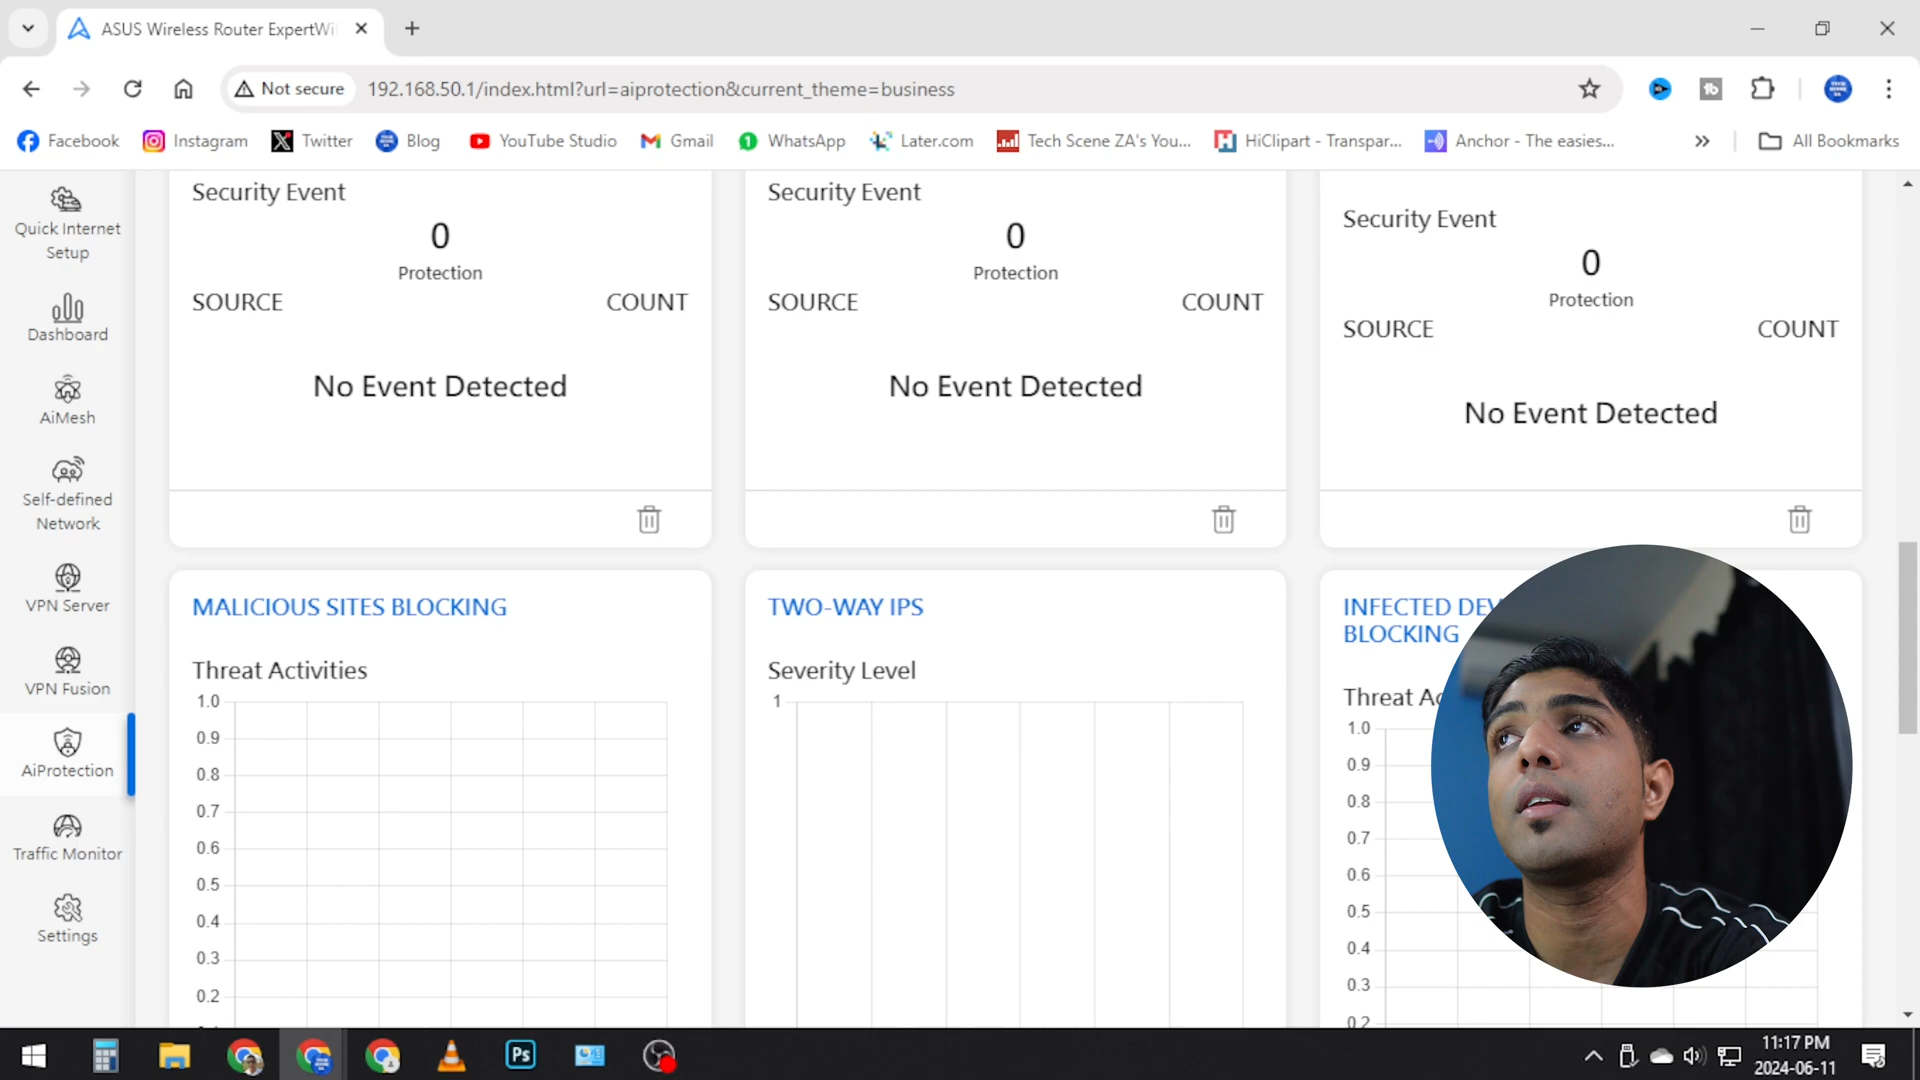 ASUS Wireless Router ExpertWi
Not secure
192.168.50.1/index.html?url=aiprotection&current_theme=business
Facebook
Instagram
Twitter
Blog
YouTube Studio
Gmail
WhatsApp
Later.com
Tech Scene ZA's You...
HiClipart - Transpar...
Anchor - The easies...
All Bookmarks
Quick Internet
Setup
Dashboard
AiMesh
Self-defined
Network
VPN Server
VPN Fusion
AiProtection
Traffic Monitor
Settings
Security Event
0
Protection
SOURCE COUNT
No Event Detected
Security Event
0
Protection
SOURCE COUNT
No Event Detected
Security Event
0
Protection
SOURCE COUNT
No Event Detected
MALICIOUS SITES BLOCKING
Threat Activities
1.0
0.9
0.8
0.7
0.6
0.5
0.4
0.3
0.2
TWO-WAY IPS
Severity Level
1
INFECTED DEV
BLOCKING
Threat Ac
1.0
0.9
0.8
0.7
0.6
0.5
0.4
0.3
0.2
Ps
11:17 PM
2024-06-11